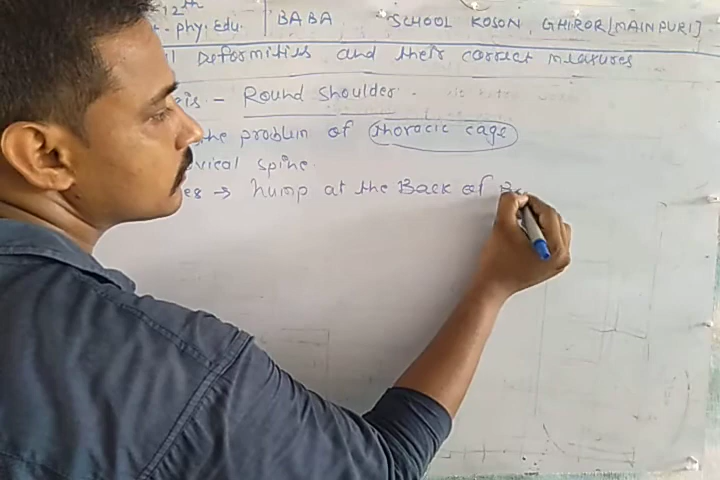 12th BABA SCHOOL KOSON, GHIROR [MAINPURI]
phy. Edu.
Deformities and their correct measures
Round Shoulder.
the problem of thoracic cage
vical spine.
es → hump at the Back of